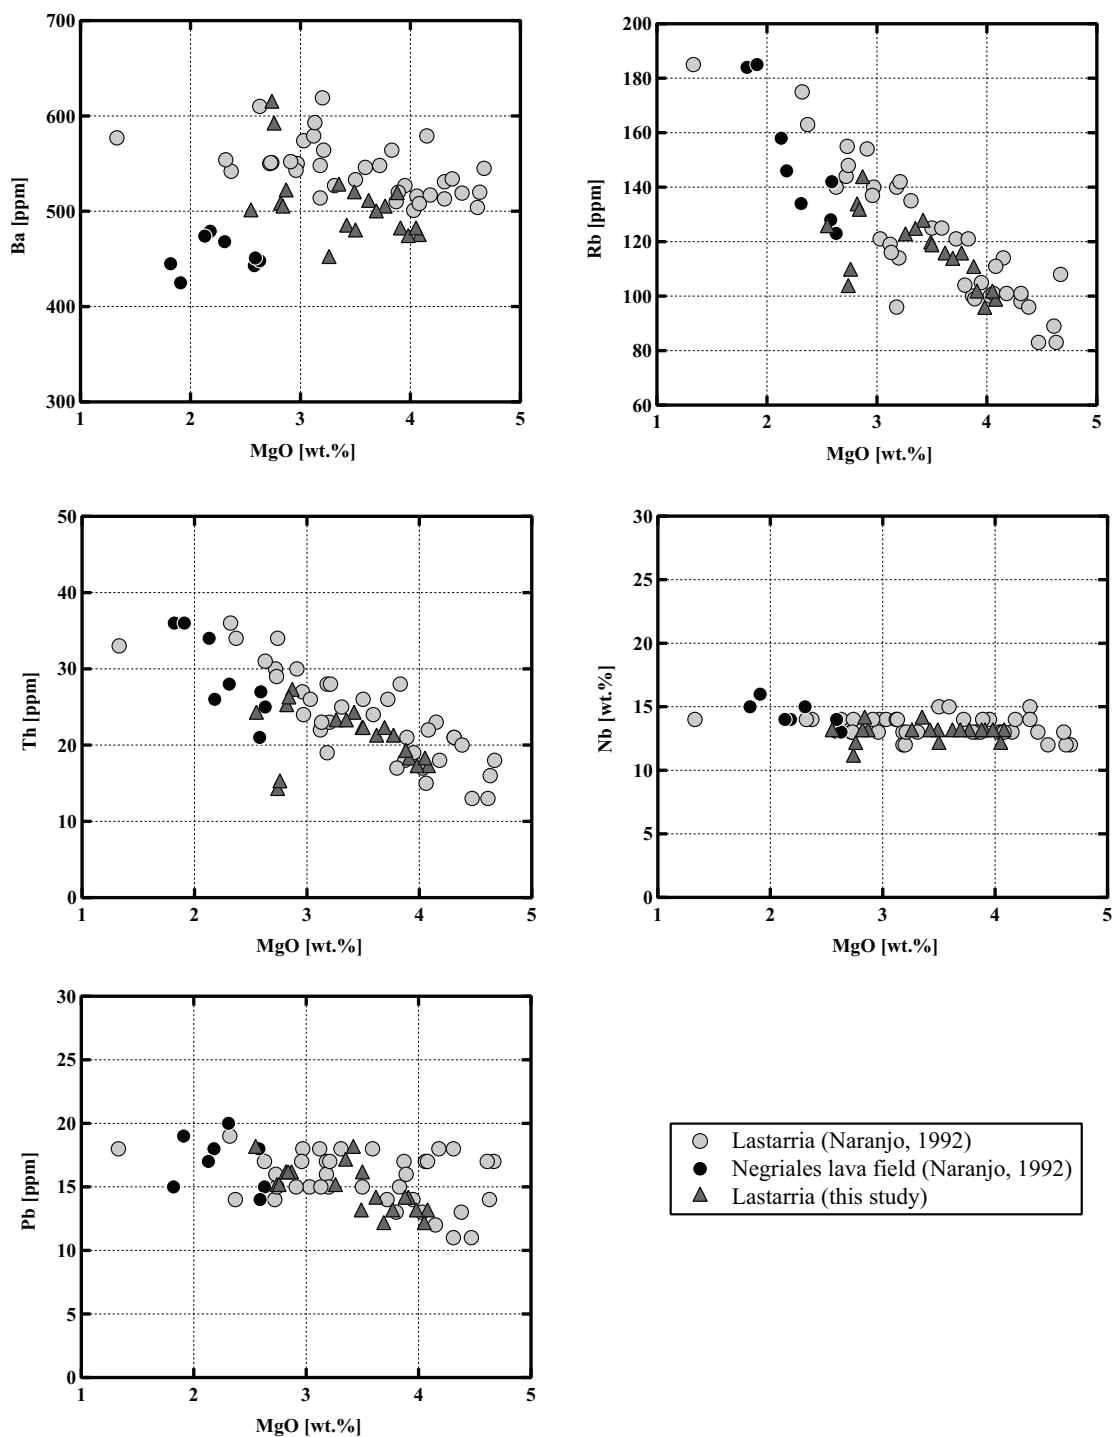 700
600
500
400
300
Ba [ppm]
1 2 3 4 5
MgO [wt.%]
200
180
160
140
120
100
80
60
Rb [ppm]
1 2 3 4 5
MgO [wt.%]
50
40
30
20
10
0
Th [ppm]
1 2 3 4 5
MgO [wt.%]
30
25
20
15
10
5
0
Nb [wt.%]
1 2 3 4 5
MgO [wt.%]
30
25
20
15
10
5
0
Pb [ppm]
1 2 3 4 5
MgO [wt.%]
Lastarria (Naranjo, 1992)
Negriales lava field (Naranjo, 1992)
Lastarria (this study)